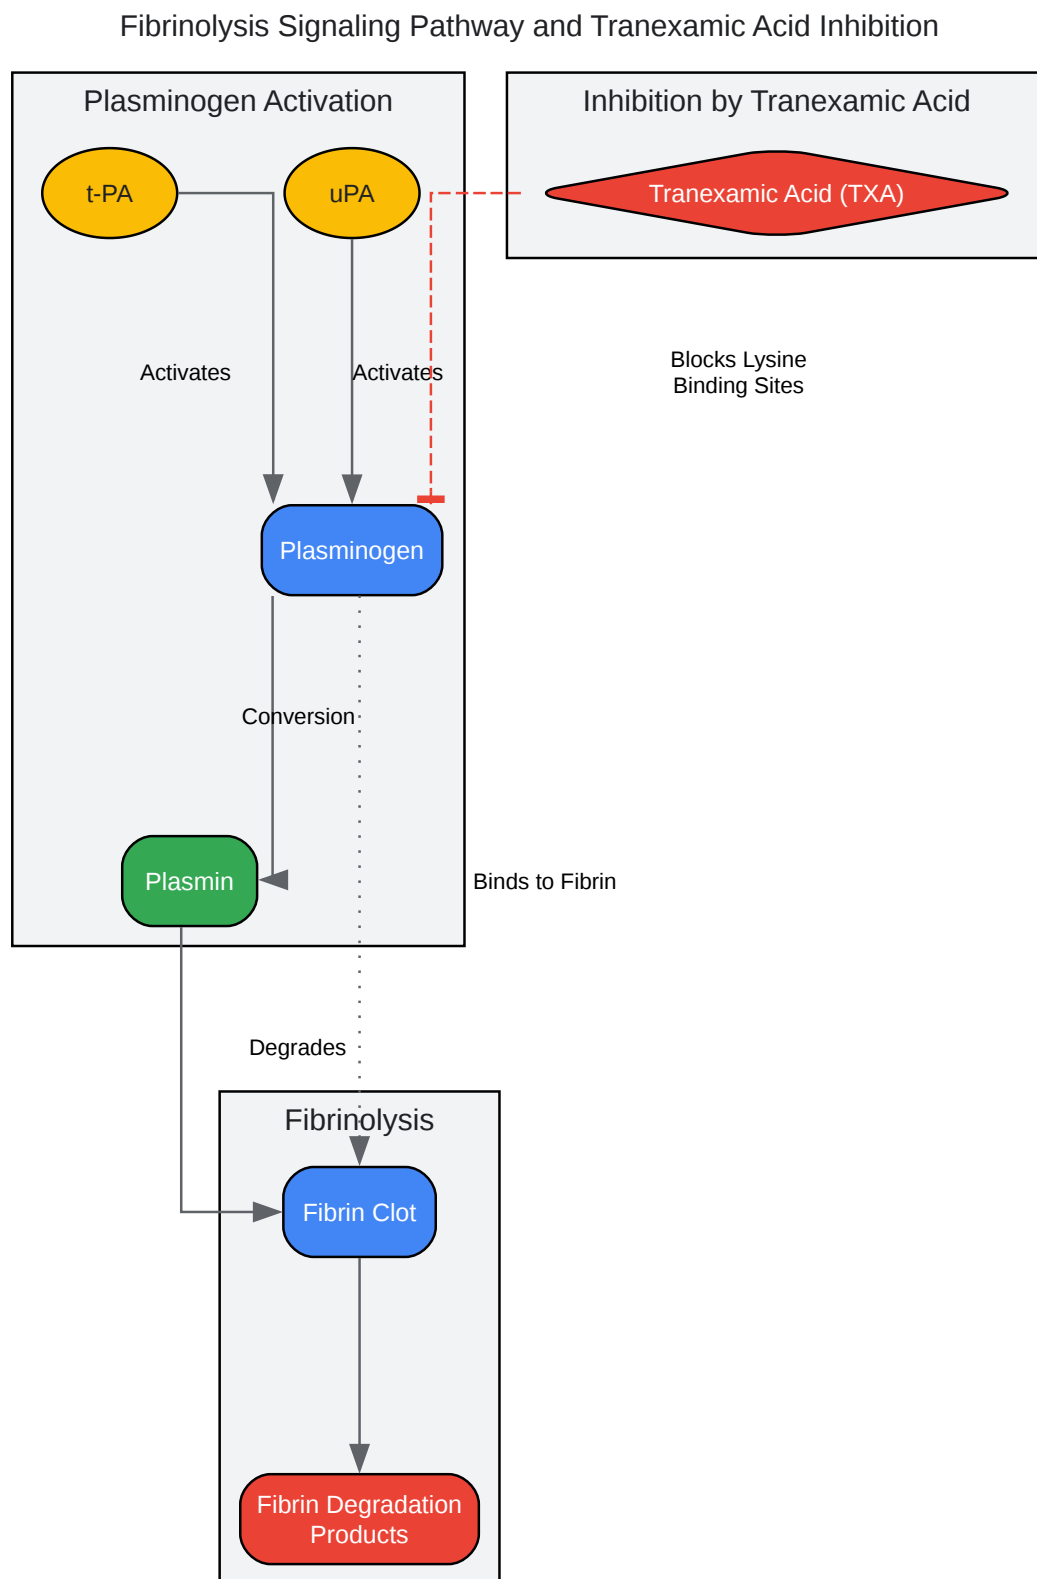 Fibrinolysis Signaling Pathway and Tranexamic Acid Inhibition
Plasminogen Activation
Inhibition by Tranexamic Acid
t-PA
uPA
Tranexamic Acid (TXA)
Activates
Activates
Blocks Lysine
Binding Sites
Plasminogen
Conversion
Plasmin
Binds to Fibrin
Degrades
Fibrinolysis
Fibrin Clot
Fibrin Degradation
Products